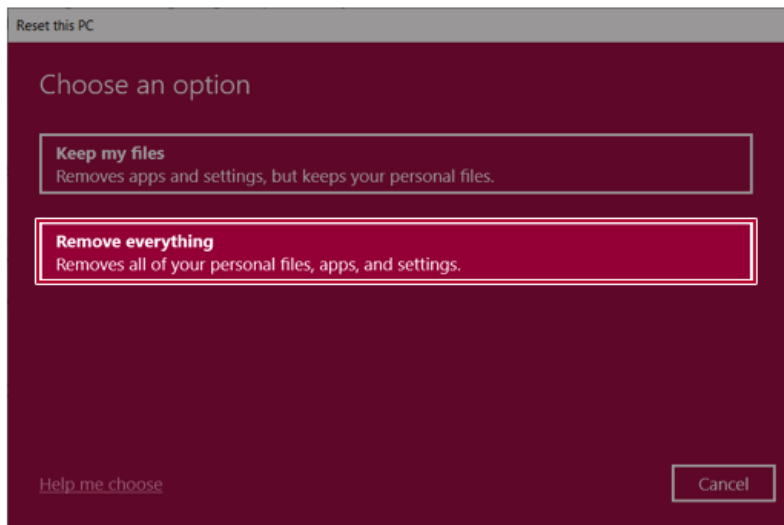 Reset this PC
Choose an option
Keep my files
Removes apps and settings, but keeps your personal files.
Remove everything
Removes all of your personal files, apps, and settings.
Help me choose
Cancel